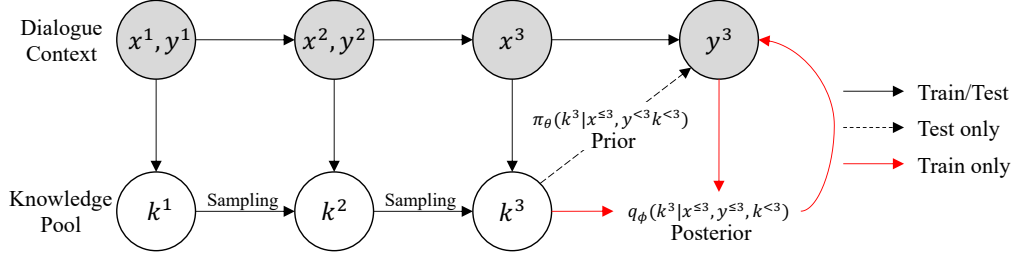 Dialogue
Context
x¹, y¹
x², y²
x³
y³
π_θ(k³|x^≤3, y^<3 k^<3)
Prior
Train/Test
Test only
Train only
Knowledge
Pool
k¹
Sampling
k²
Sampling
k³
q_ϕ(k³|x^≤3, y^≤3, k^<3)
Posterior